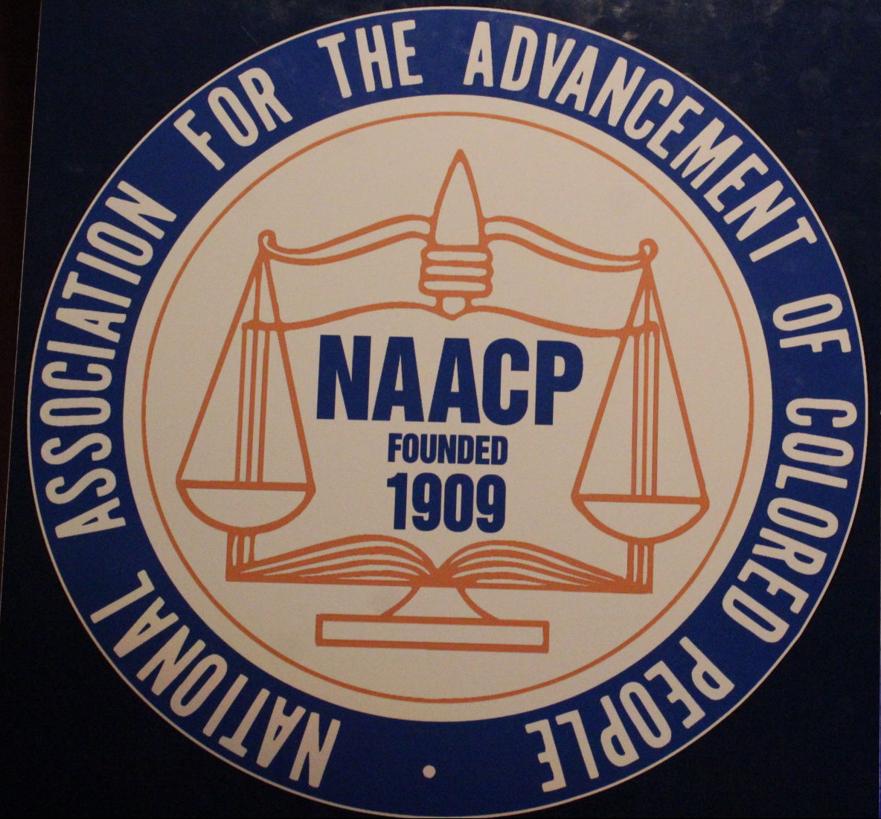 NATIONAL ASSOCIATION FOR THE ADVANCEMENT OF COLORED PEOPLE
NAACP
FOUNDED
1909